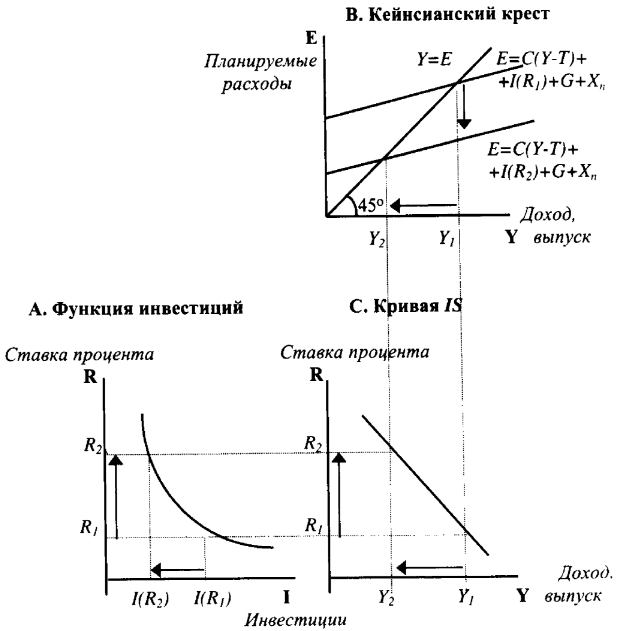 В. Кейнсианский крест
E
Планируемые
расходы
Y=E
E=C(Y-T)+
+I(R₁)+G+Xₙ
E=C(Y-T)+
+I(R₂)+G+Xₙ
45º
Y₂
Y₁
Y
Доход,
выпуск
А. Функция инвестиций
Ставка процента
R
R₂
R₁
I(R₂)
I(R₁)
I
Инвестиции
С. Кривая IS
Ставка процента
R
R₂
R₁
Y₂
Y₁
Y
Доход.
выпуск